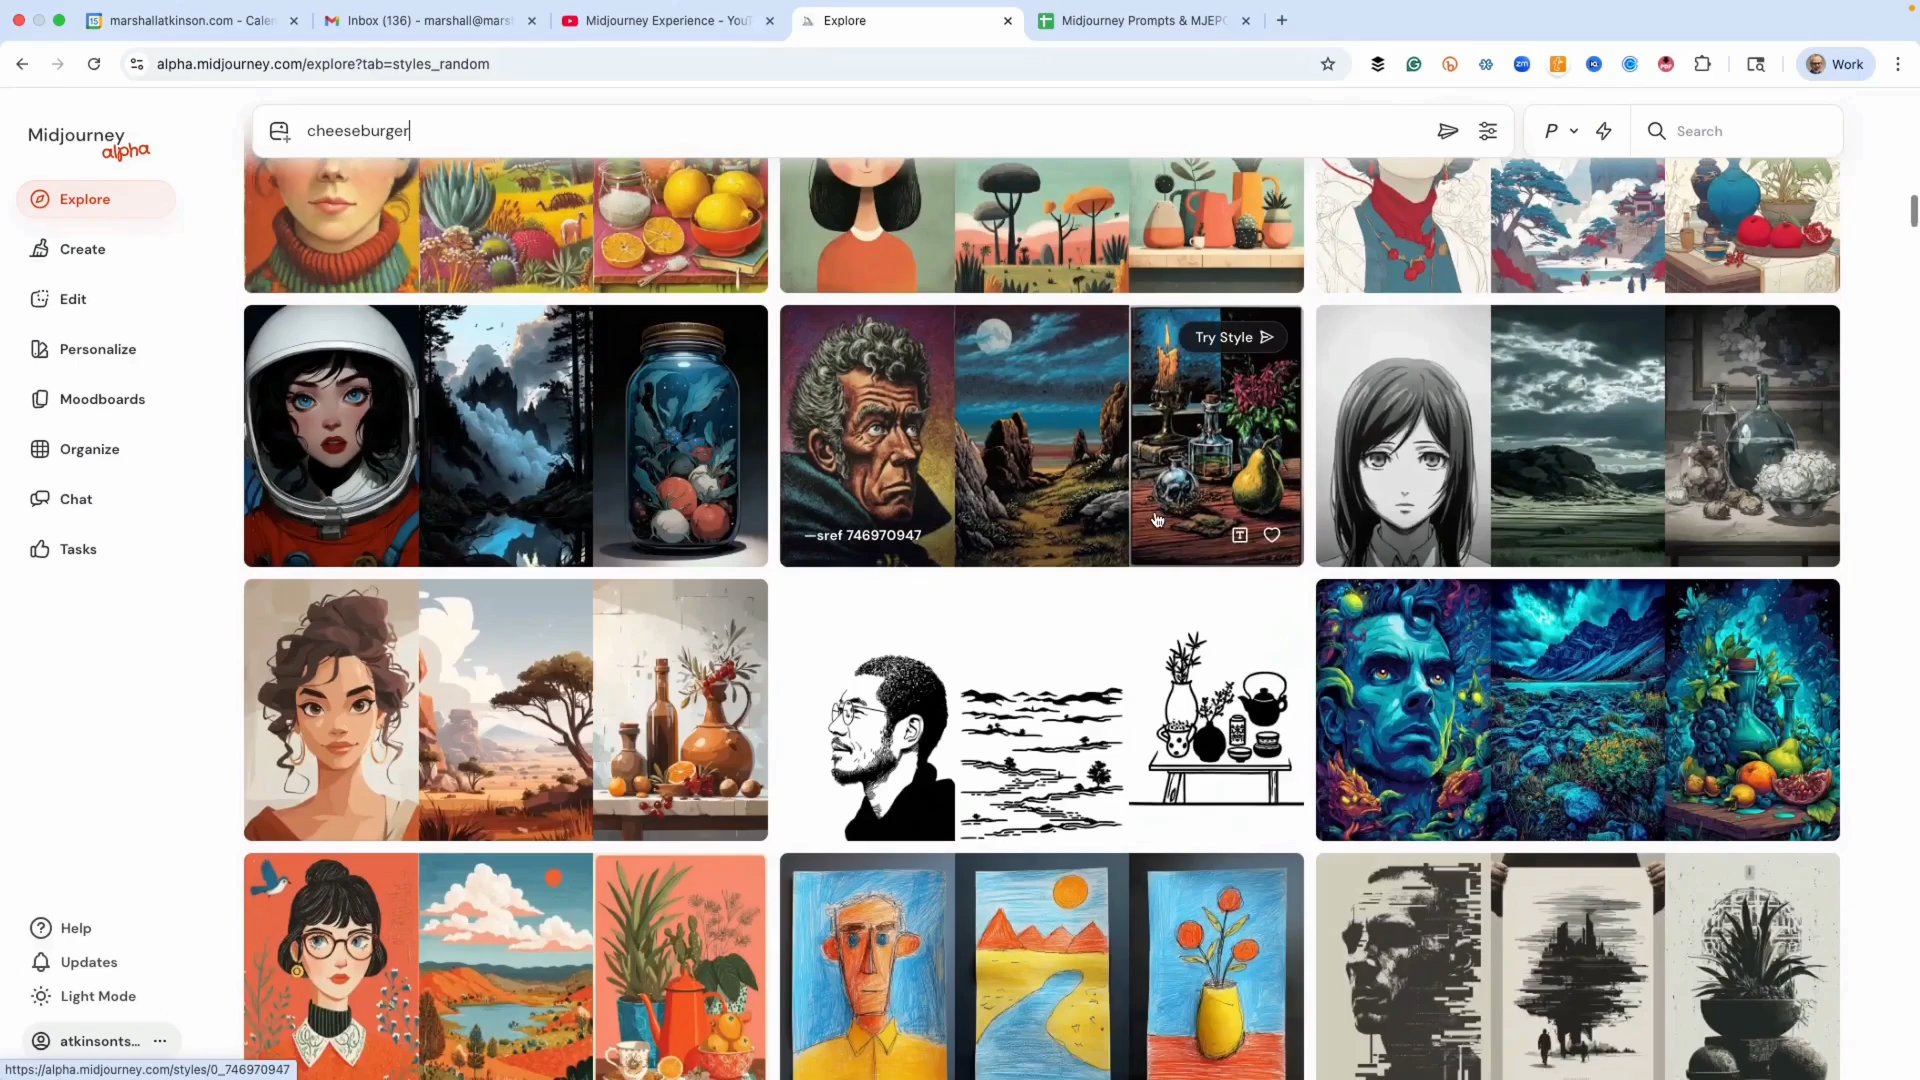 marshallatkinson.com - Calen
Inbox (136) - marshall@mars
Midjourney Experience - YouT
Explore
Midjourney Prompts & MJEPC
alpha.midjourney.com/explore?tab=styles_random
Work
Midjourney
alpha
cheeseburger
P
Search
Explore
Create
Edit
Personalize
Moodboards
Organize
Chat
Tasks
Try Style
—sref 746970947
Help
Updates
Light Mode
atkinsonts... ...
https://alpha.midjourney.com/styles/0_746970947